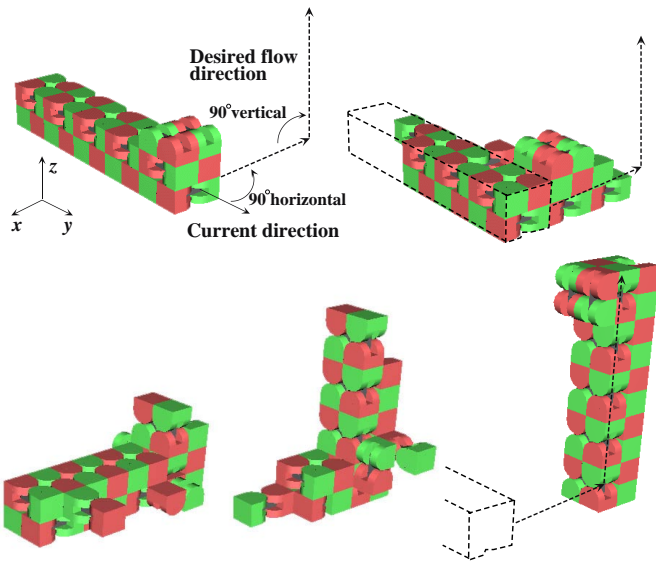 Desired flow
direction
90°vertical
z
90°horizontal
x
y
Current direction